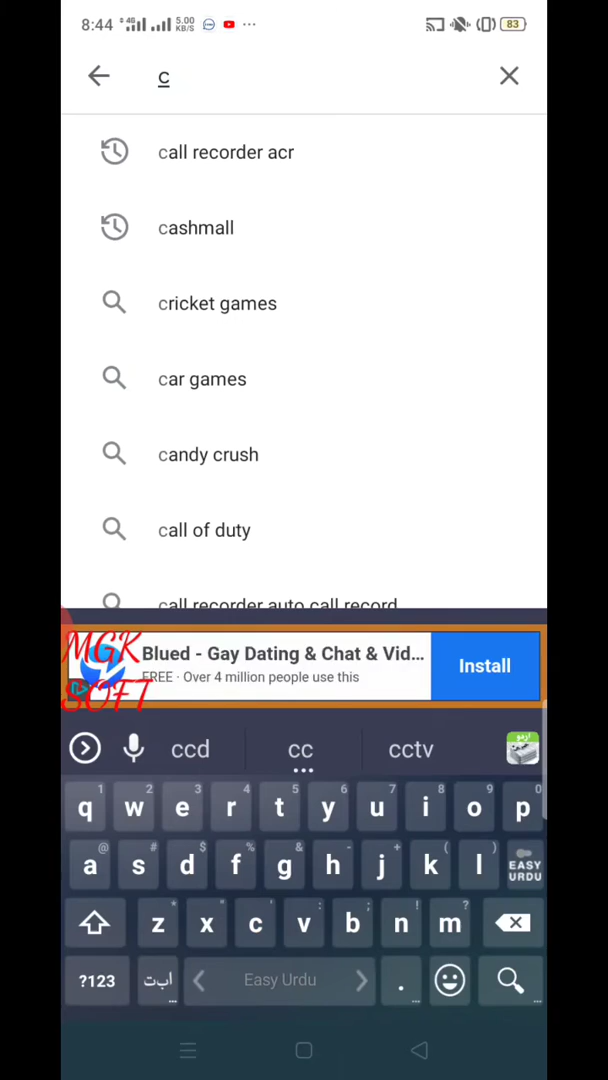 8:44 4G 5.00 KB/S 83
c
call recorder acr
cashmall
cricket games
car games
candy crush
call of duty
call recorder auto call record
MGK
SOFT
Blued - Gay Dating & Chat & Vid...
FREE · Over 4 million people use this
Install
ccd cc cctv اردو
1 2 3 4 5 6 7 8 9 0
q w e r t y u i o p
@ # $ % & - + ( )
a s d f g h j k l EASY URDU
* " ' : ; ! ?
z x c v b n m
?123 ا ب ت Easy Urdu .